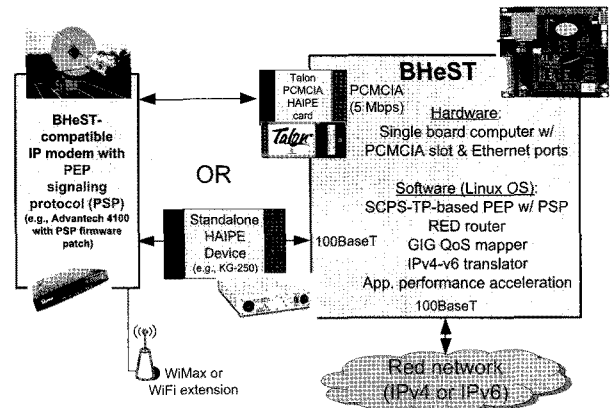 BHeST-
compatible
IP modem with
PEP
signaling
protocol (PSP)
(e.g., Advantech 4100
with PSP firmware
patch)
WiMax or
WiFi extension
OR
Talon
PCMCIA
HAIPE
card
Talon
PCMCIA
(5 Mbps)
Standalone
HAIPE
Device
(e.g., KG-250)
100BaseT
BHeST
Hardware:
Single board computer w/
PCMCIA slot & Ethernet ports
Software (Linux OS):
SCPS-TP-based PEP w/ PSP
RED router
GIG QoS mapper
IPv4-v6 translator
App. performance acceleration
100BaseT
Red network
(IPv4 or IPv6)